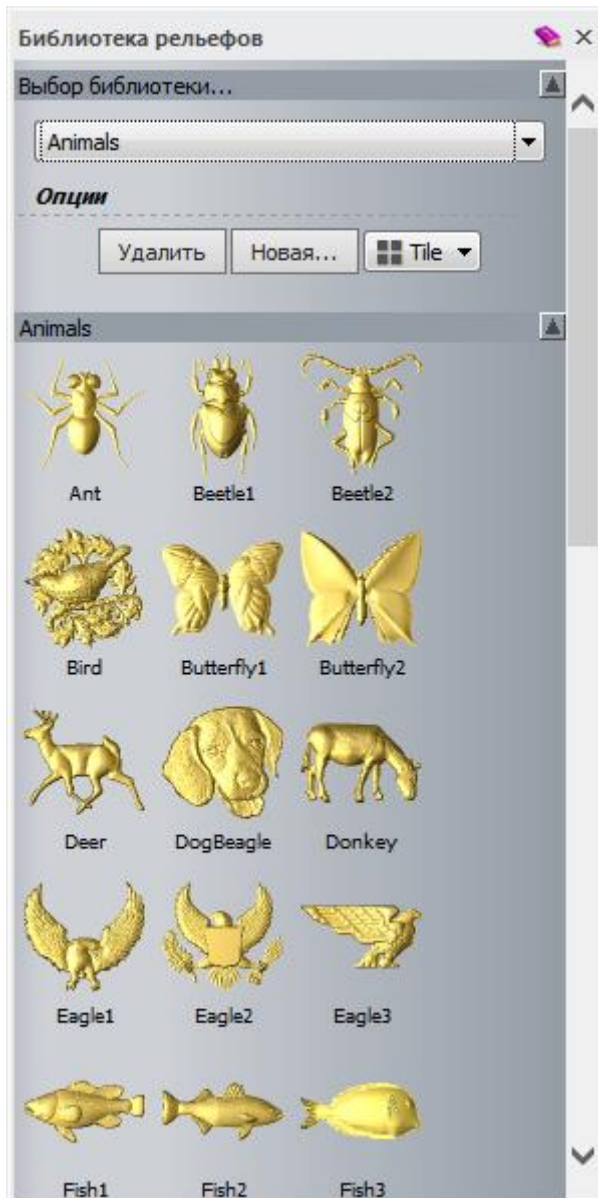 Библиотека рельефов
Выбор библиотеки...
Animals
Опции
Удалить Новая... Tile
Animals
Ant Beetle1 Beetle2
Bird Butterfly1 Butterfly2
Deer DogBeagle Donkey
Eagle1 Eagle2 Eagle3
Fish1 Fish2 Fish3